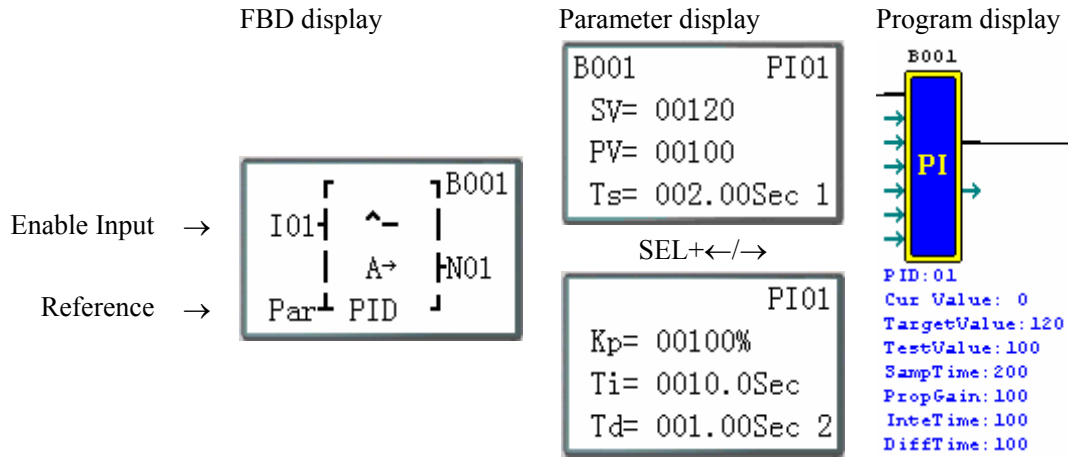 FBD display
Parameter display
Program display
Enable Input →
Reference →
B001
I01
^–
A→
N01
Par PID
B001 PI01
SV= 00120
PV= 00100
Ts= 002.00Sec 1
SEL+←/→
PI01
Kp= 00100%
Ti= 0010.0Sec
Td= 001.00Sec 2
B001
PI
PID:01
Cur Value: 0
TargetValue:120
TestValue:100
SampTime:200
PropGain:100
InteTime:100
DiffTime:100